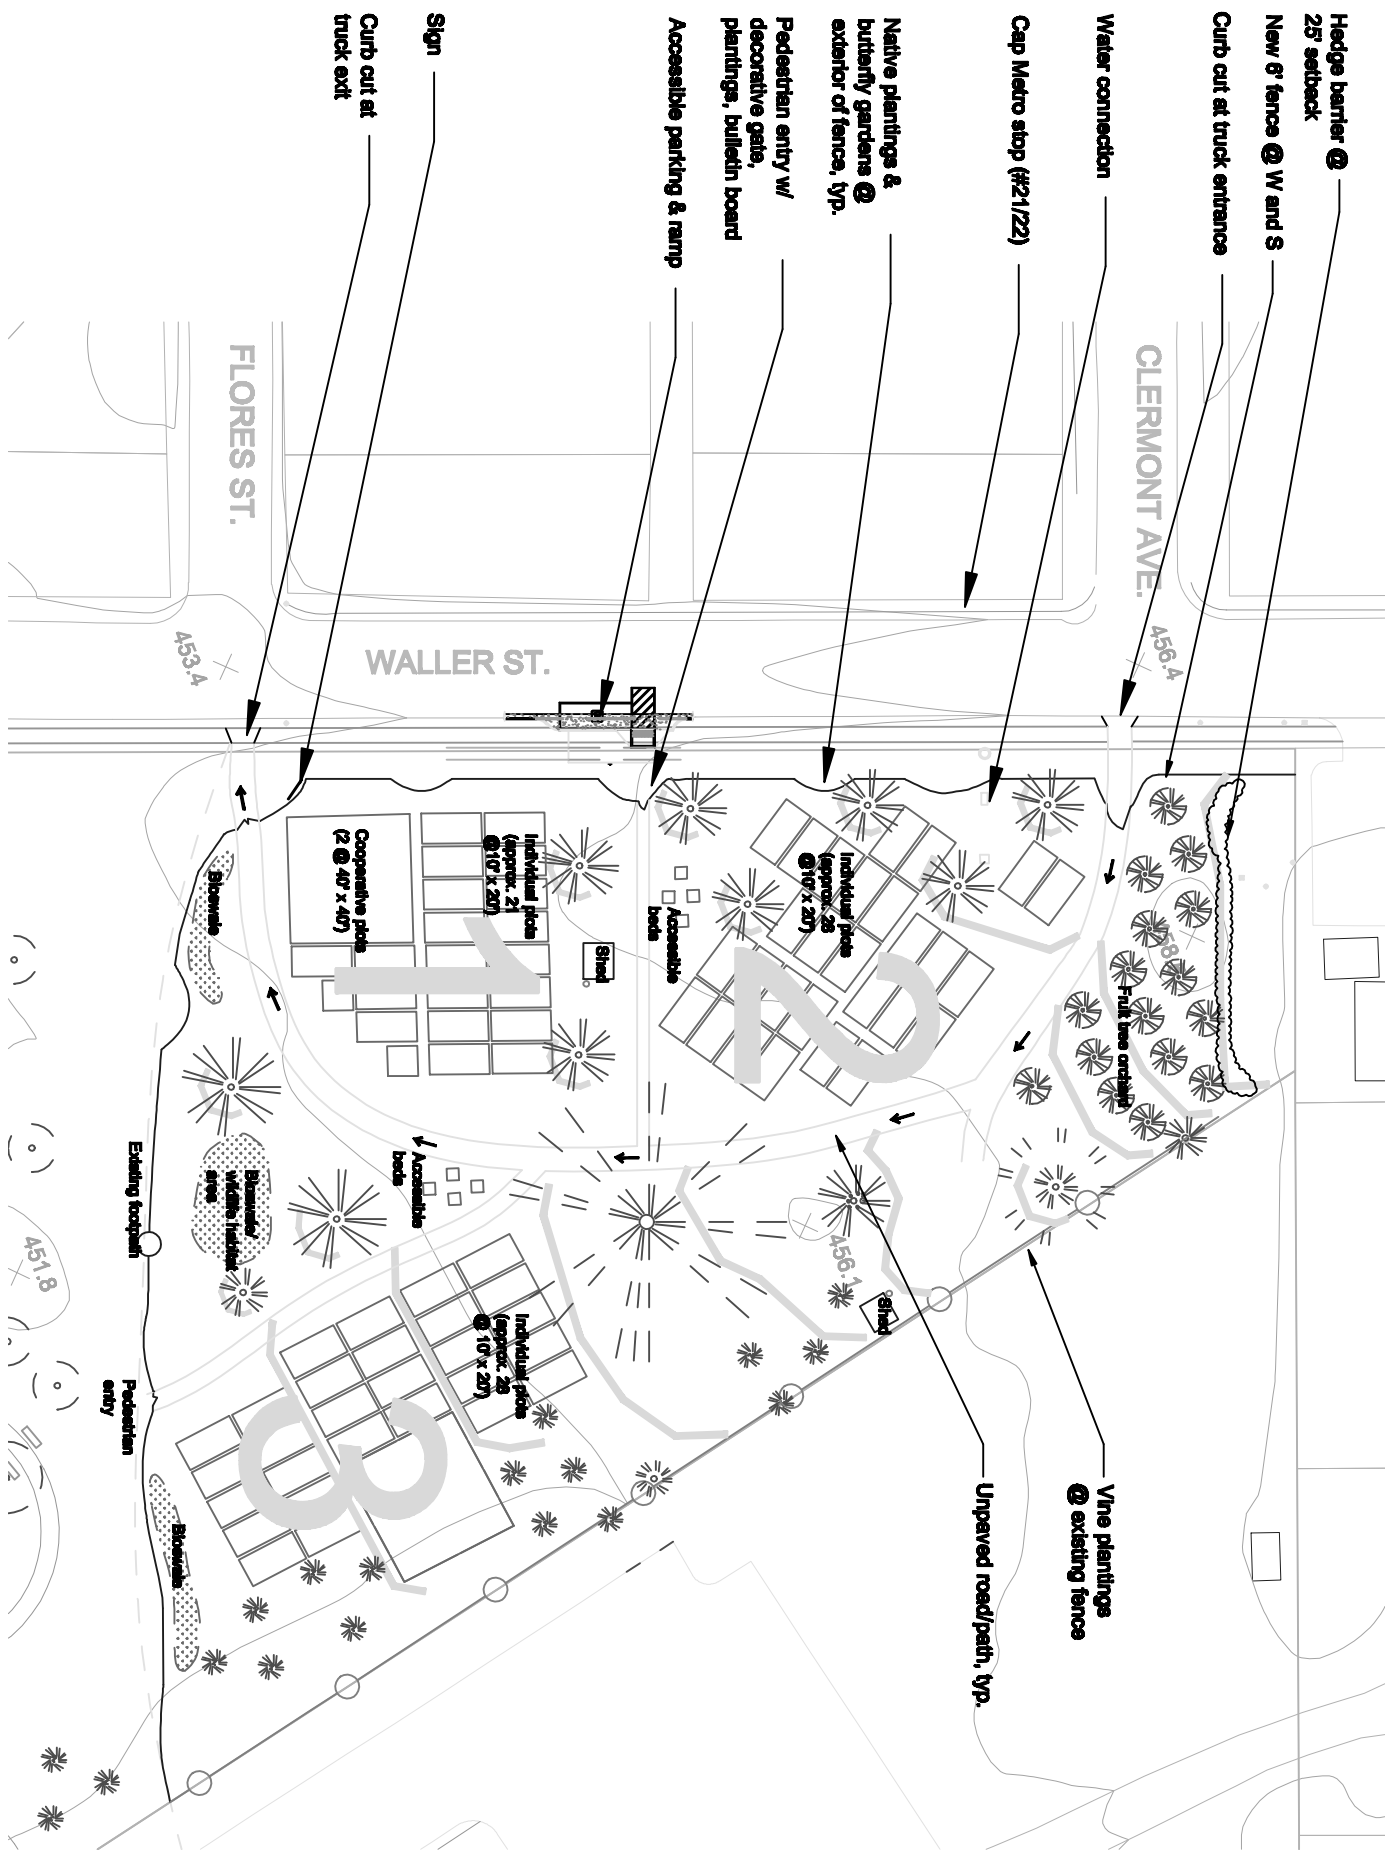 Hedge barrier @
25' setback
New 6' fence @ W and S
Curb cut at truck entrance
Water connection
Cap Metro stop (#21/22)
Native plantings &
butterfly gardens @
exterior of fence, typ.
Pedestrian entry w/
decorative gate,
plantings, bulletin board
Accessible parking & ramp
Sign
Curb cut at
truck exit
CLERMONT AVE.
FLORES ST.
WALLER ST.
456.4
453.4
Fruit tree orchard
Individual plots
(approx. 28
@10' x 20')
2
Accessible
beds
Shed
Individual plots
(approx. 21
@10' x 20')
1
Cooperative plots
(2 @ 40' x 40')
Bioswale
456.1
Shed
Accessible
beds
Bioswale/
wildlife habitat
area
Existing footpath
451.8
Individual plots
(approx. 28
@ 10' x 20')
3
Pedestrian
entry
Bioswale
Vine plantings
@ existing fence
Unpaved road/path, typ.